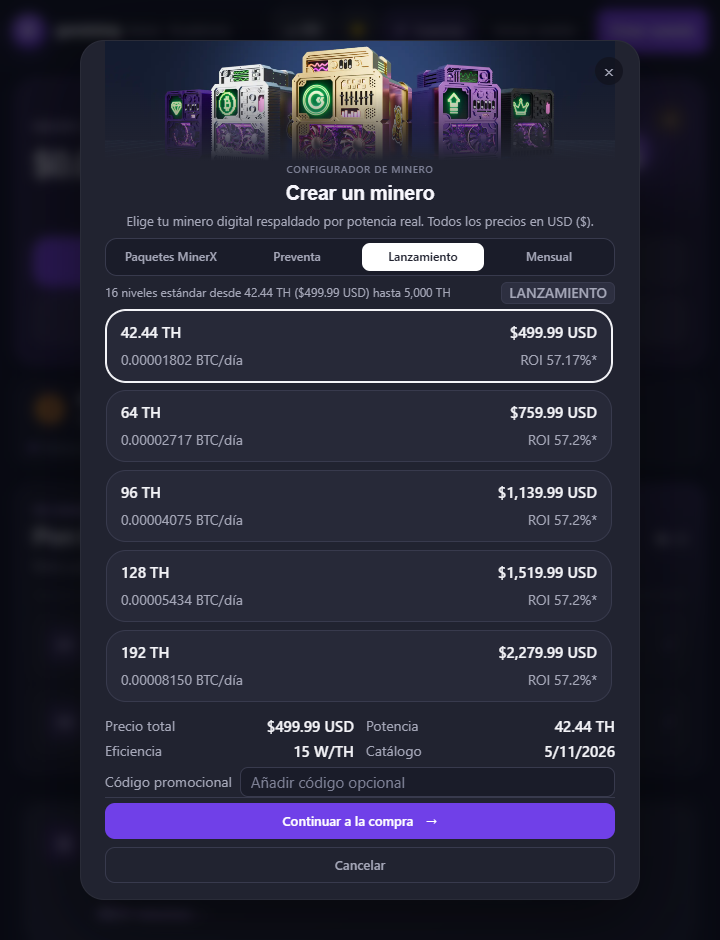 ×
CONFIGURADOR DE MINERO
Crear un minero
Elige tu minero digital respaldado por potencia real. Todos los precios en USD ($).
Paquetes MinerX Preventa Lanzamiento Mensual
16 niveles estándar desde 42.44 TH ($499.99 USD) hasta 5,000 TH LANZAMIENTO
42.44 TH $499.99 USD
0.00001802 BTC/día ROI 57.17%*
64 TH $759.99 USD
0.00002717 BTC/día ROI 57.2%*
96 TH $1,139.99 USD
0.00004075 BTC/día ROI 57.2%*
128 TH $1,519.99 USD
0.00005434 BTC/día ROI 57.2%*
192 TH $2,279.99 USD
0.00008150 BTC/día ROI 57.2%*
Precio total $499.99 USD Potencia 42.44 TH
Eficiencia 15 W/TH Catálogo 5/11/2026
Código promocional Añadir código opcional
Continuar a la compra →
Cancelar